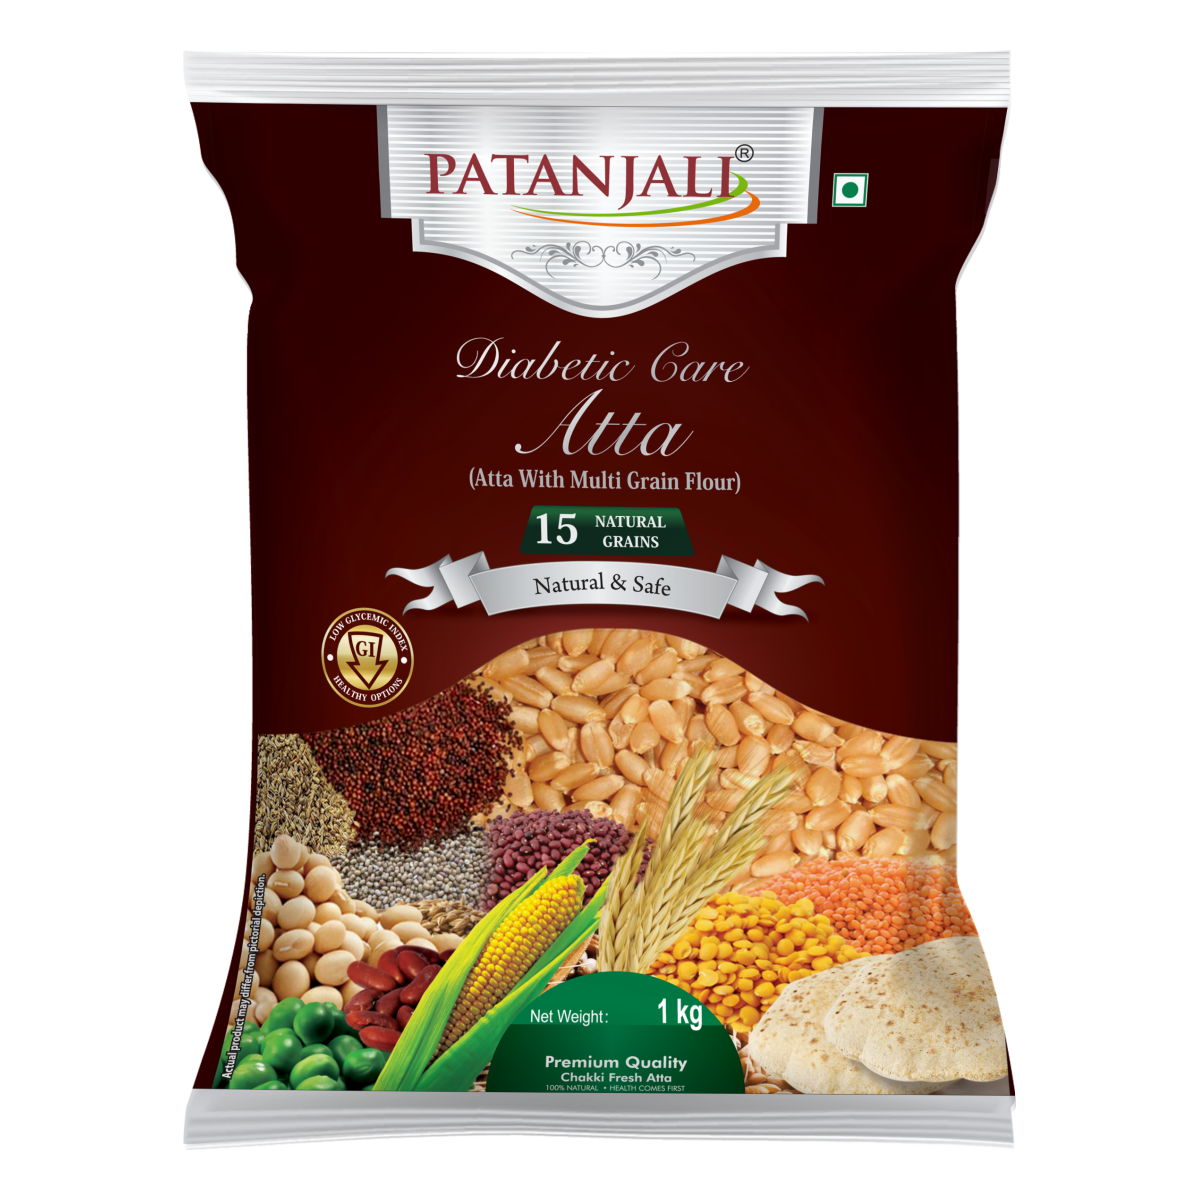 PATANJALI®
Diabetic Care
Atta
(Atta With Multi Grain Flour)
15 NATURAL
GRAINS
Natural & Safe
LOW GLYCEMIC INDEX
GI
HEALTHY OPTIONS
Actual product may differ from pictorial depiction.
Net Weight: 1 kg
Premium Quality
Chakki Fresh Atta
100% NATURAL • HEALTH COMES FIRST